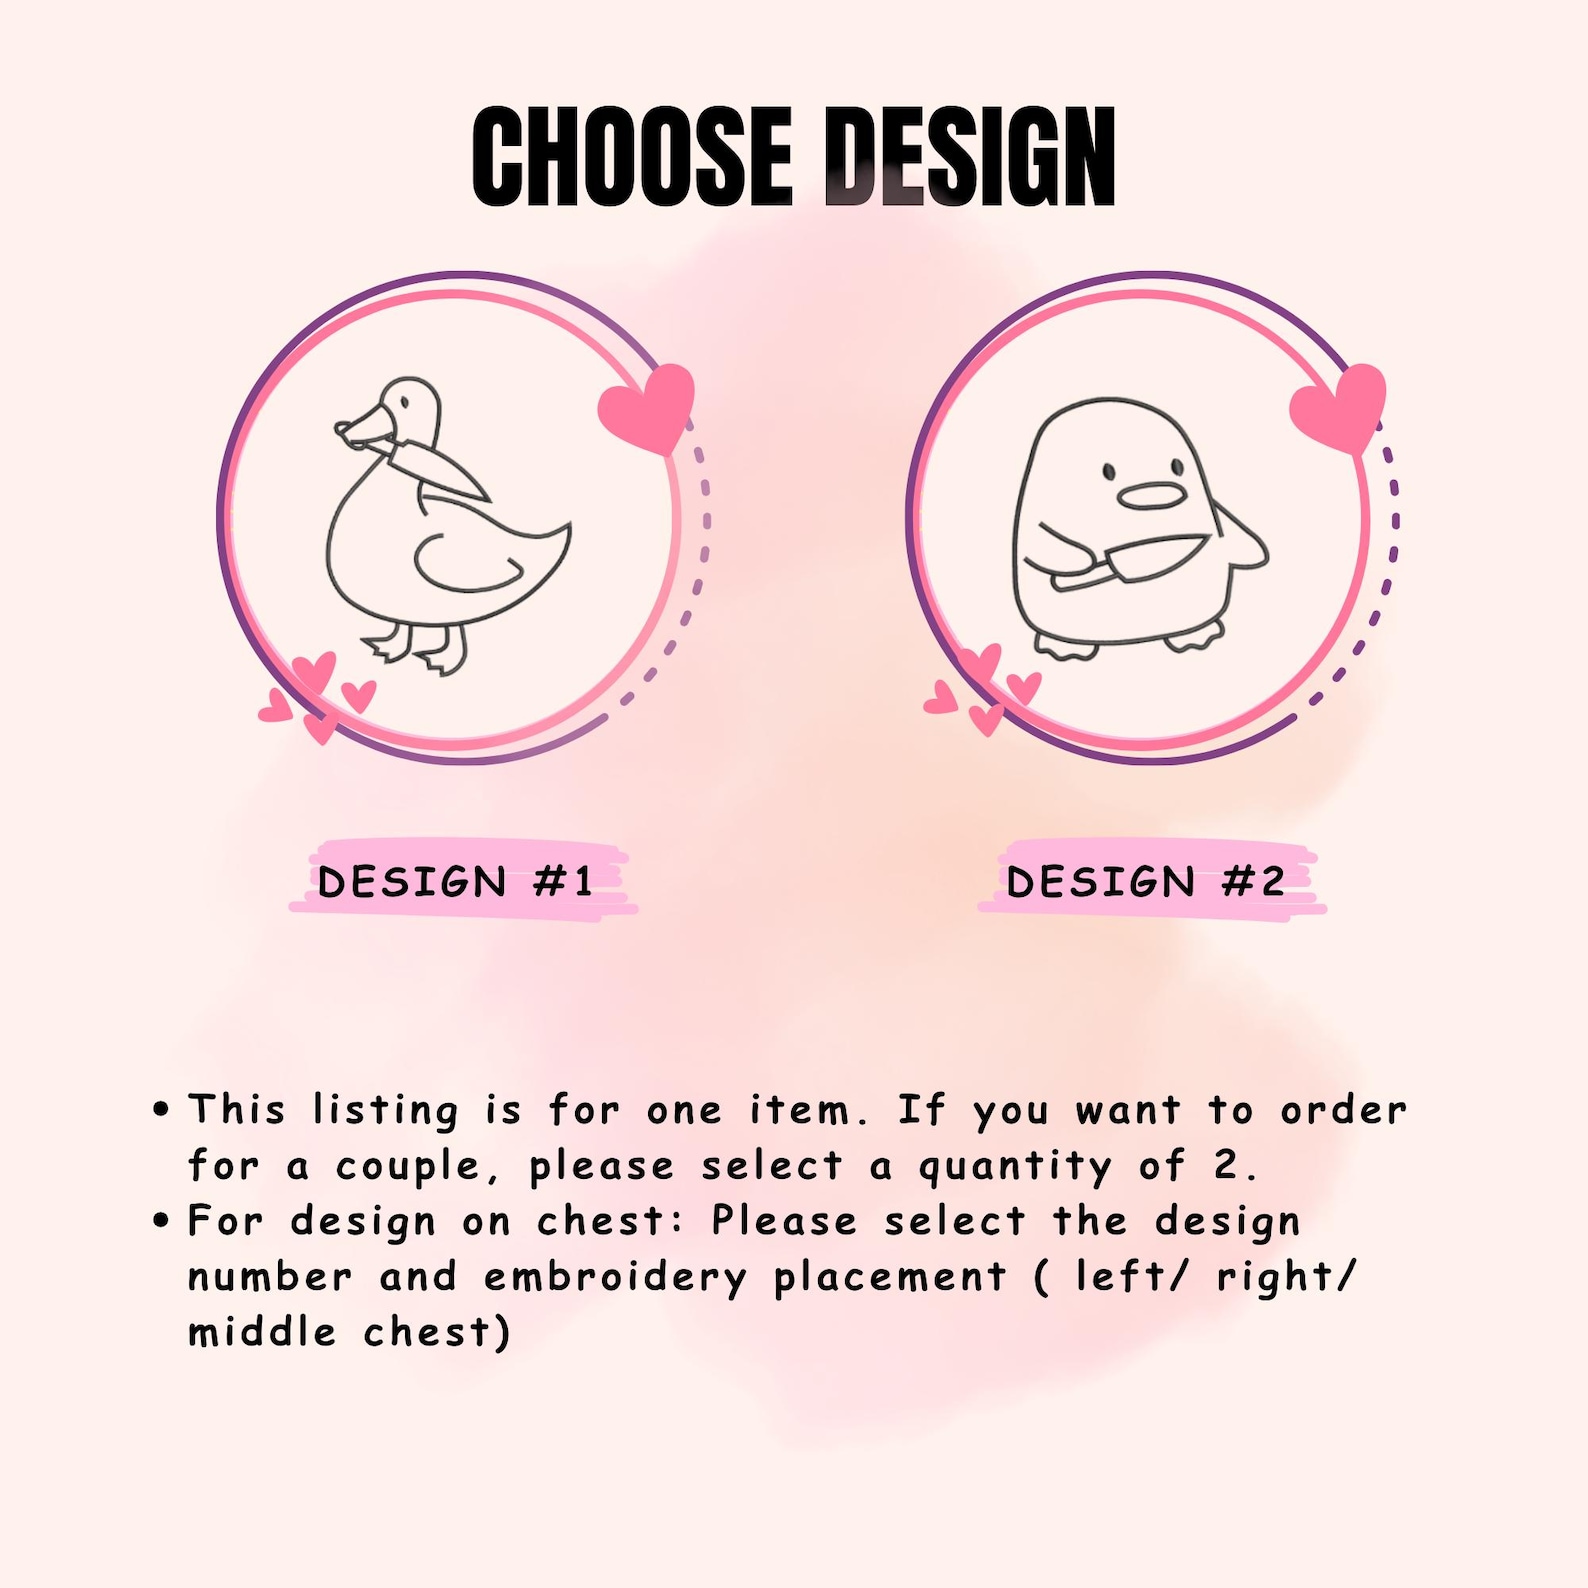 CHOOSE DESIGN
DESIGN #1
DESIGN #2
• This listing is for one item. If you want to order
for a couple, please select a quantity of 2.
• For design on chest: Please select the design
number and embroidery placement ( left/ right/
middle chest)